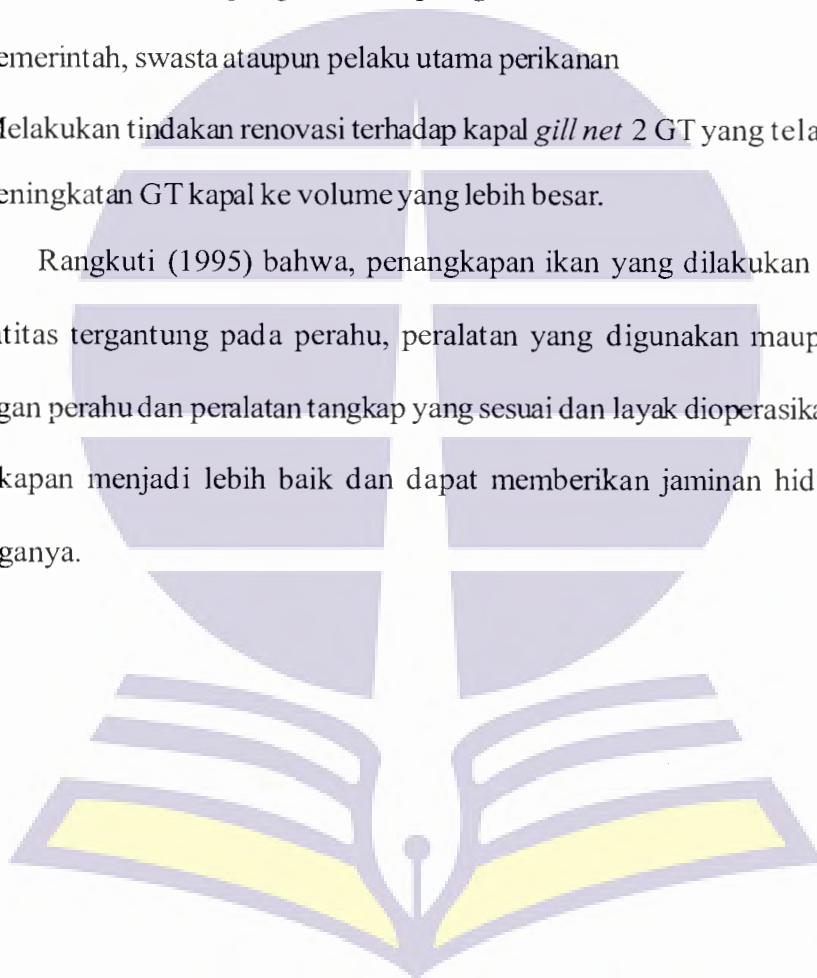 emerintah, swasta ataupun pelaku utama perikanan
Melakukan tindakan renovasi terhadap kapal gill net 2 GT yang tela
eningkatan GT kapal ke volume yang lebih besar.
Rangkuti (1995) bahwa, penangkapan ikan yang dilakukan
titas tergantung pada perahu, peralatan yang digunakan maup
gan perahu dan peralatan tangkap yang sesuai dan layak dioperasika
kapan menjadi lebih baik dan dapat memberikan jaminan hid
ganya.